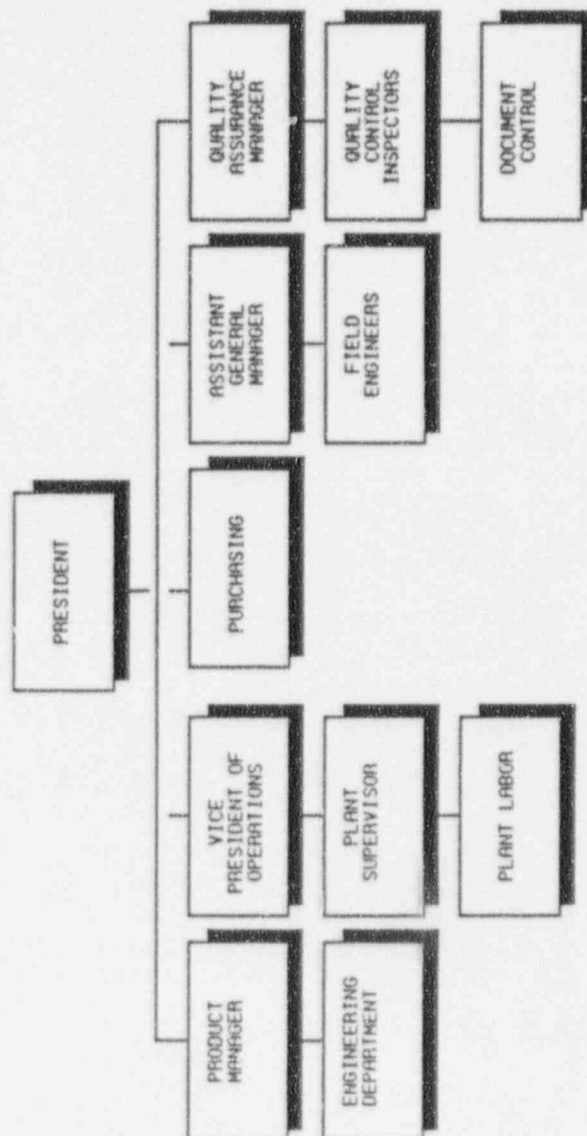 PRESIDENT
PRODUCT
MANAGER
VICE
PRESIDENT OF
OPERATIONS
PURCHASING
ASSISTANT
GENERAL
MANAGER
QUALITY
ASSURANCE
MANAGER
ENGINEERING
DEPARTMENT
PLANT
SUPERVISOR
FIELD
ENGINEERS
QUALITY
CONTROL
INSPECTORS
PLANT LABOR
DOCUMENT
CONTROL